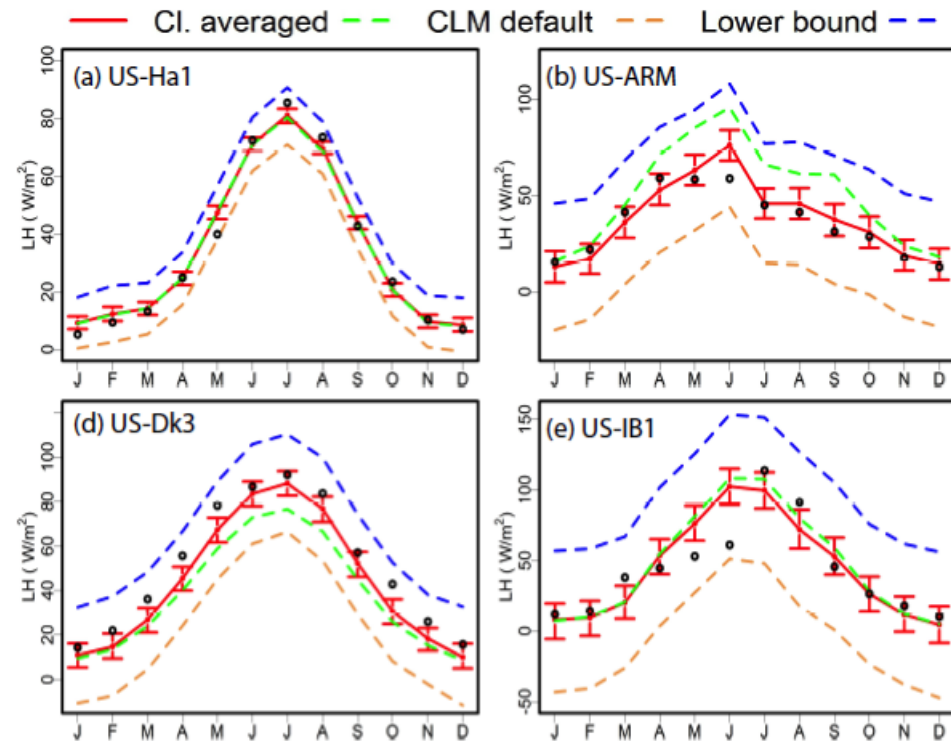 Cl. averaged CLM default Lower bound
(a) US-Ha1
LH ( W/m²)
100
80
60
40
20
0
J F M A M J J A S O N D
(b) US-ARM
LH ( W/m²)
100
50
0
J F M A M J J A S O N D
(d) US-Dk3
LH ( W/m²)
100
80
60
40
20
0
J F M A M J J A S O N D
(e) US-IB1
LH ( W/m²)
150
100
50
0
-50
J F M A M J J A S O N D